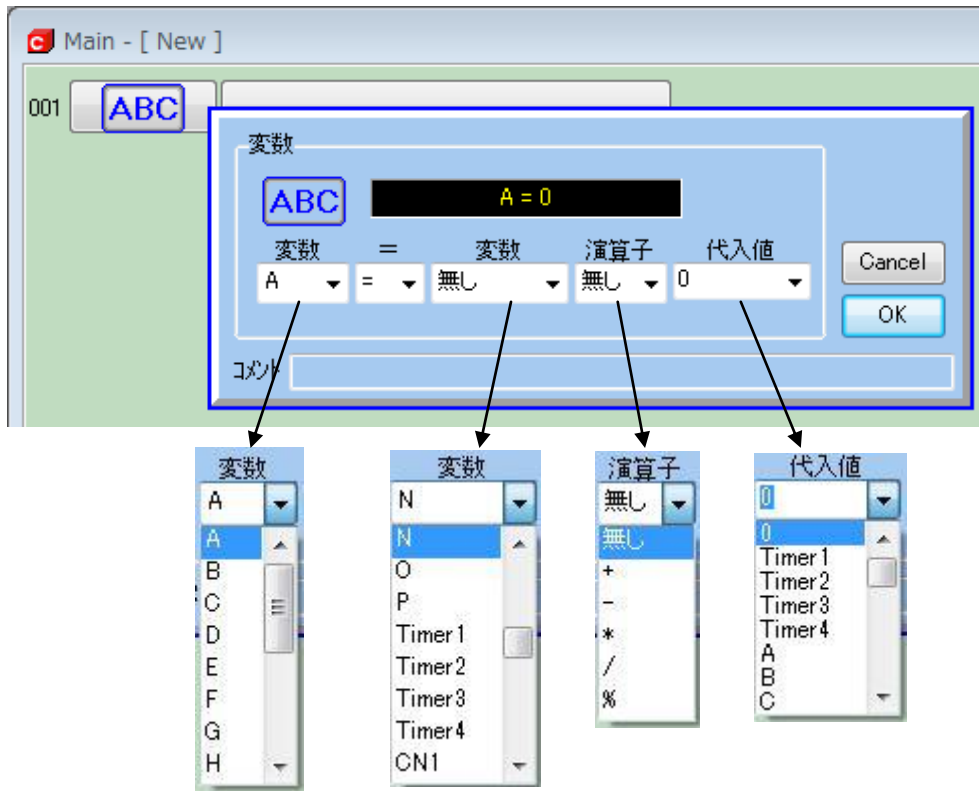 C Main - [ New ]
001 ABC
変数
ABC A = 0
変数 = 変数 演算子 代入値
A = 無し 無し 0
Cancel
OK
コメント
変数
A
A
B
C
D
E
F
G
H
変数
N
N
O
P
Timer1
Timer2
Timer3
Timer4
CN1
演算子
無し
無し
+
-
*
/
%
代入値
0
0
Timer1
Timer2
Timer3
Timer4
A
B
C